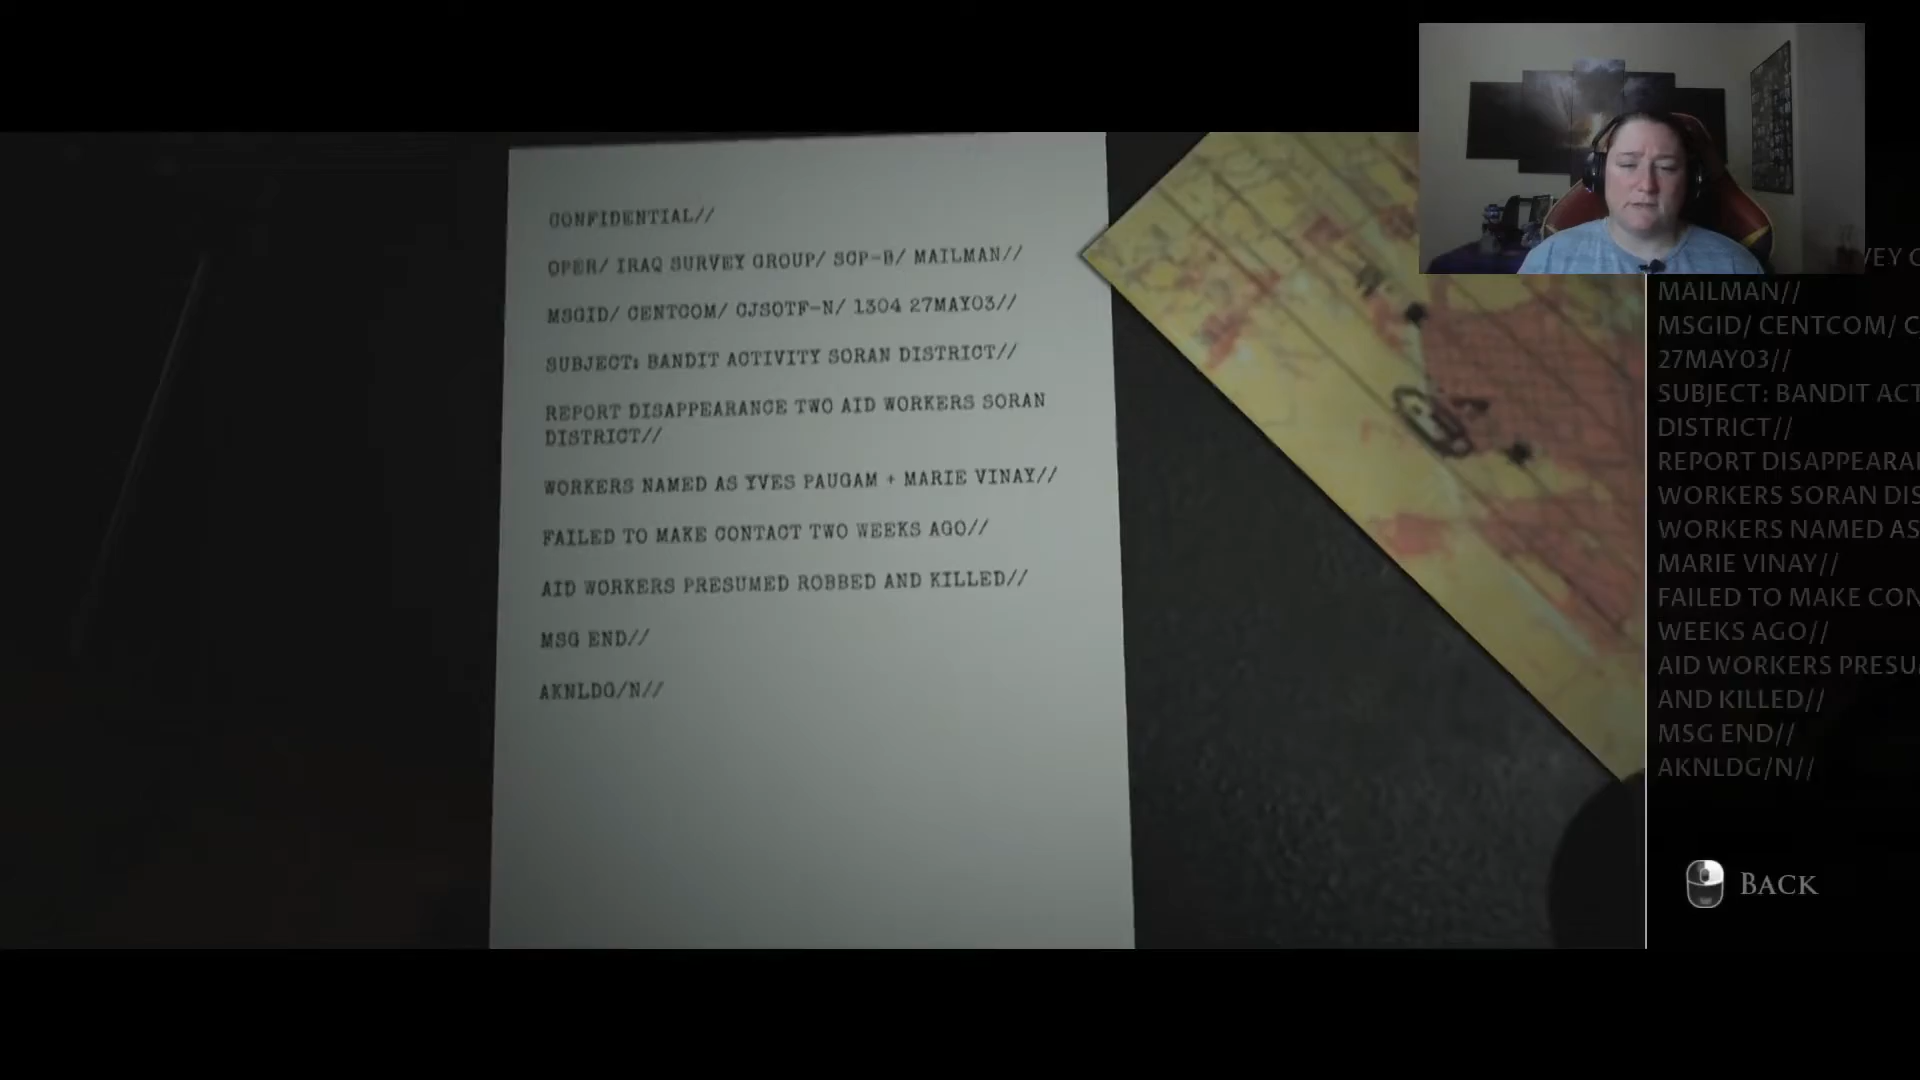 CONFIDENTIAL//
OPER/ IRAQ SURVEY GROUP/ SCP-B/ MAILMAN//
MSGID/ CENTCOM/ CJSOTF-N/ 1304 27MAY03//
SUBJECT: BANDIT ACTIVITY SORAN DISTRICT//
REPORT DISAPPEARANCE TWO AID WORKERS SORAN
DISTRICT//
WORKERS NAMED AS YVES PAUGAM + MARIE VINAY//
FAILED TO MAKE CONTACT TWO WEEKS AGO//
AID WORKERS PRESUMED ROBBED AND KILLED//
MSG END//
AKNLDG/N//
VEY
MAILMAN//
MSGID/ CENTCOM/
27MAY03//
SUBJECT: BANDIT
DISTRICT//
REPORT
WORKERS SORAN
WORKERS NAMED AS
MARIE VINAY//
FAILED TO MAKE
WEEKS AGO//
AID WORKERS
AND KILLED//
MSG END//
AKNLDG/N//
BACK